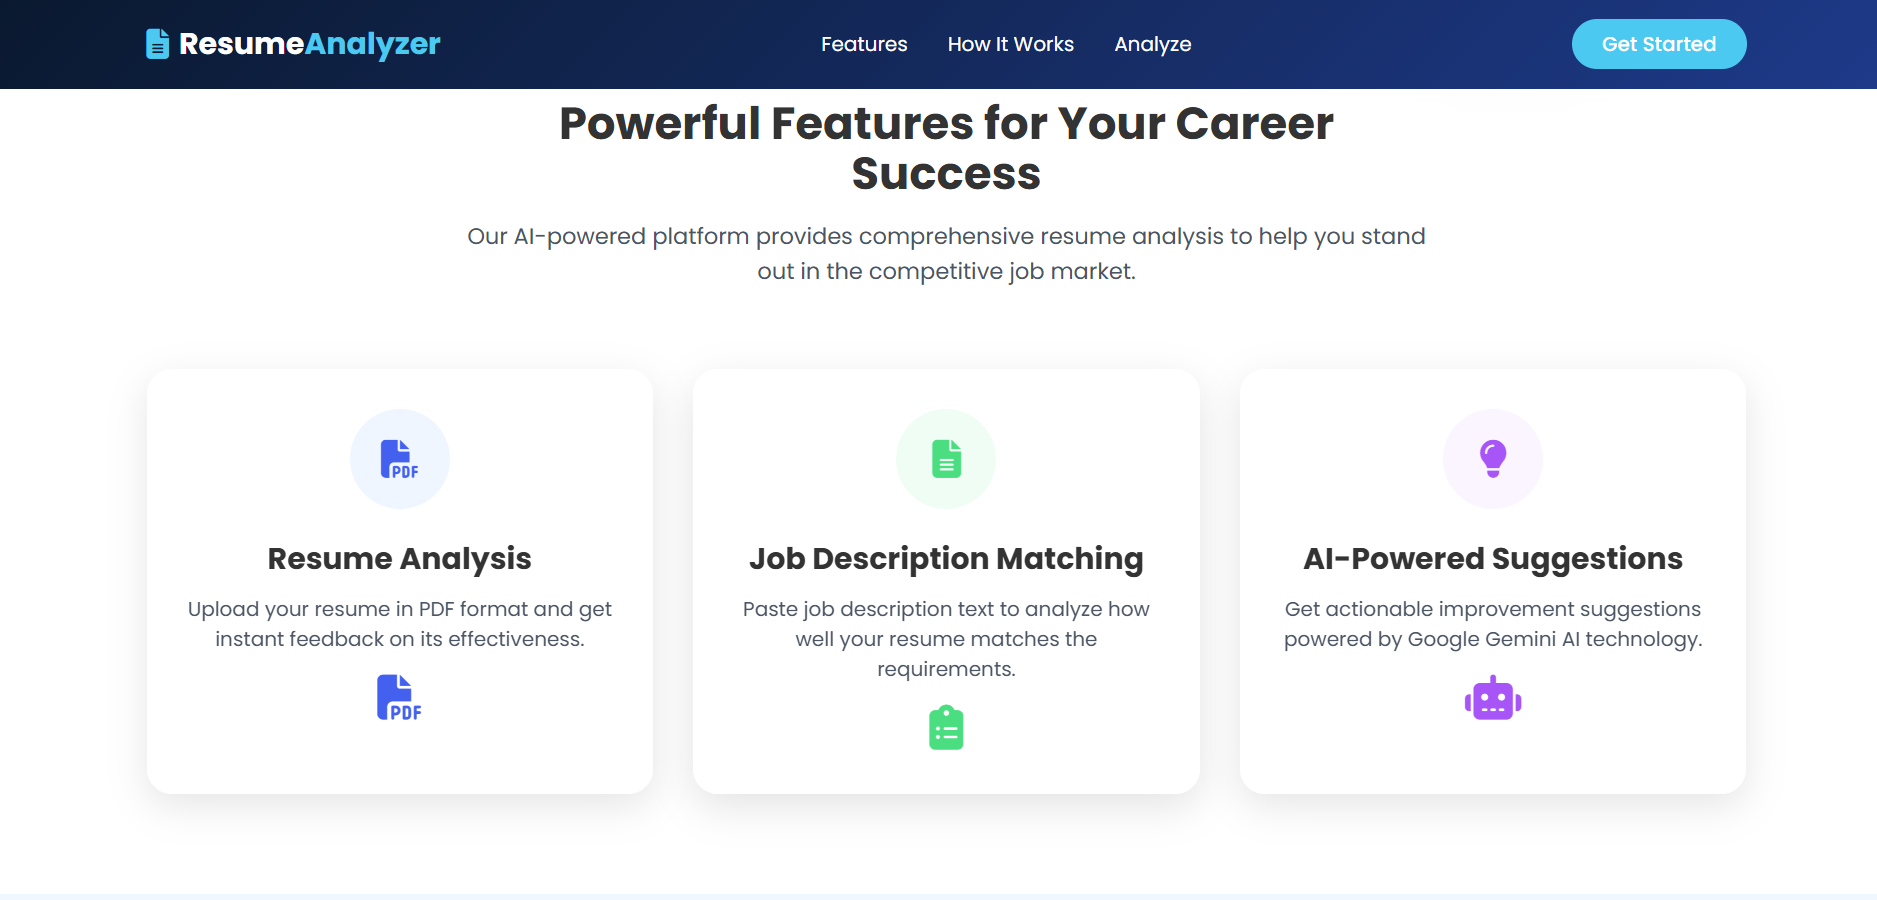 ResumeAnalyzer
Features
How It Works
Analyze
Get Started
Powerful Features for Your Career
Success
Our AI-powered platform provides comprehensive resume analysis to help you stand
out in the competitive job market.
PDF
Resume Analysis
Upload your resume in PDF format and get
instant feedback on its effectiveness.
PDF
Job Description Matching
Paste job description text to analyze how
well your resume matches the
requirements.
AI-Powered Suggestions
Get actionable improvement suggestions
powered by Google Gemini AI technology.